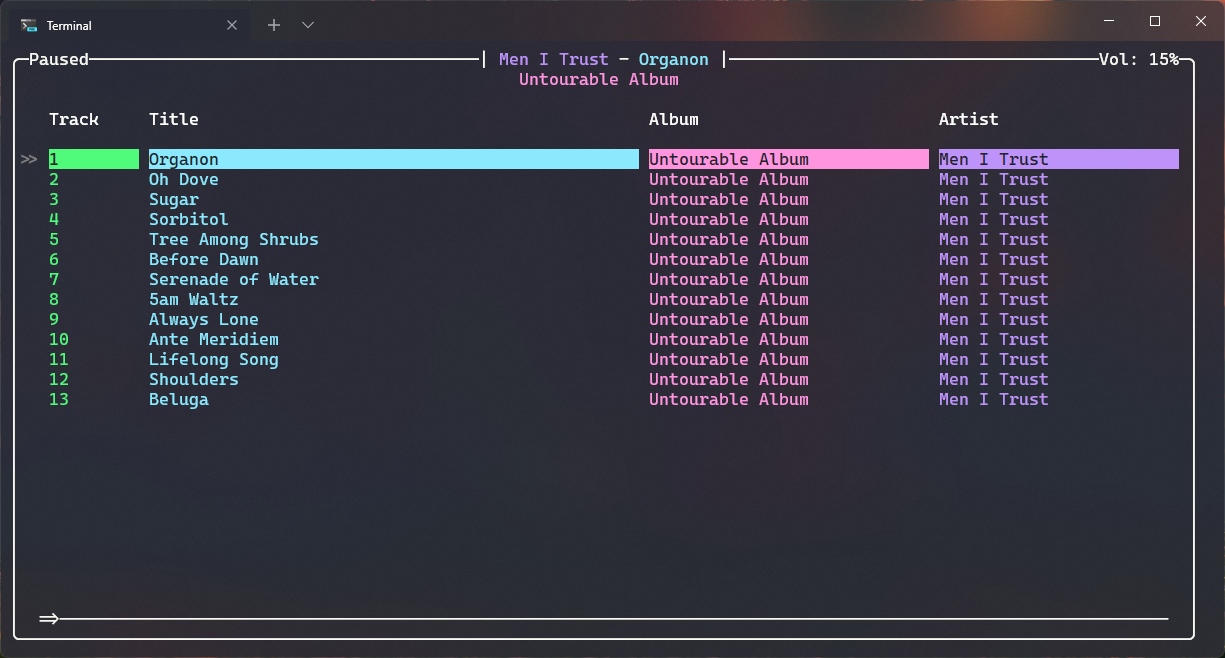 Terminal
Paused Men I Trust - Organon Vol: 15%
Untourable Album
Track Title Album Artist
>> 1 Organon Untourable Album Men I Trust
2 Oh Dove Untourable Album Men I Trust
3 Sugar Untourable Album Men I Trust
4 Sorbitol Untourable Album Men I Trust
5 Tree Among Shrubs Untourable Album Men I Trust
6 Before Dawn Untourable Album Men I Trust
7 Serenade of Water Untourable Album Men I Trust
8 5am Waltz Untourable Album Men I Trust
9 Always Lone Untourable Album Men I Trust
10 Ante Meridiem Untourable Album Men I Trust
11 Lifelong Song Untourable Album Men I Trust
12 Shoulders Untourable Album Men I Trust
13 Beluga Untourable Album Men I Trust